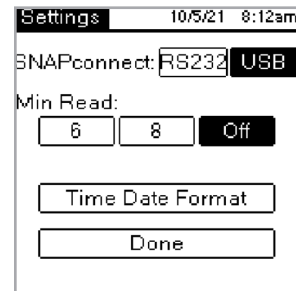 Settings 10/5/21 8:12am
SNAPconnect: RS232 USB
Min Read:
6 8 Off
Time Date Format
Done